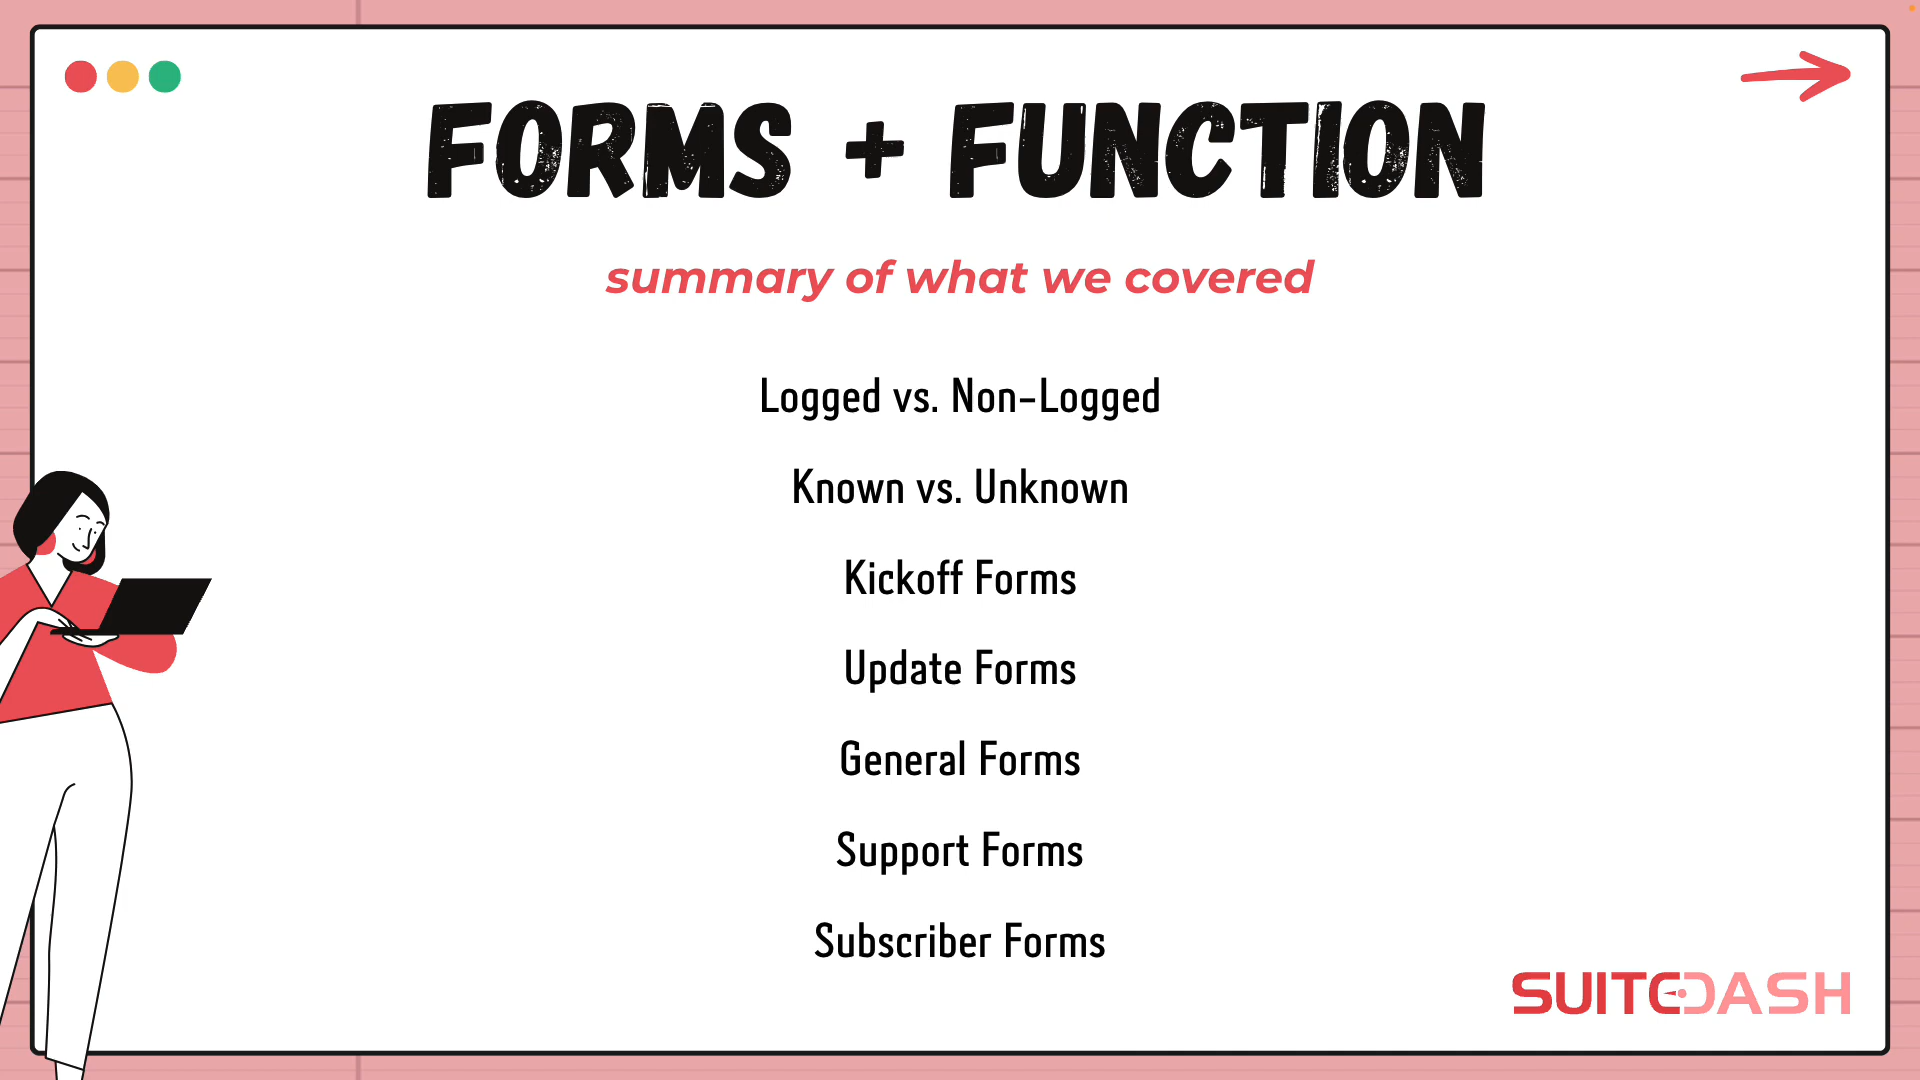 FORMS + FUNCTION
summary of what we covered
Logged vs. Non-Logged
Known vs. Unknown
Kickoff Forms
Update Forms
General Forms
Support Forms
Subscriber Forms
SUITEDASH